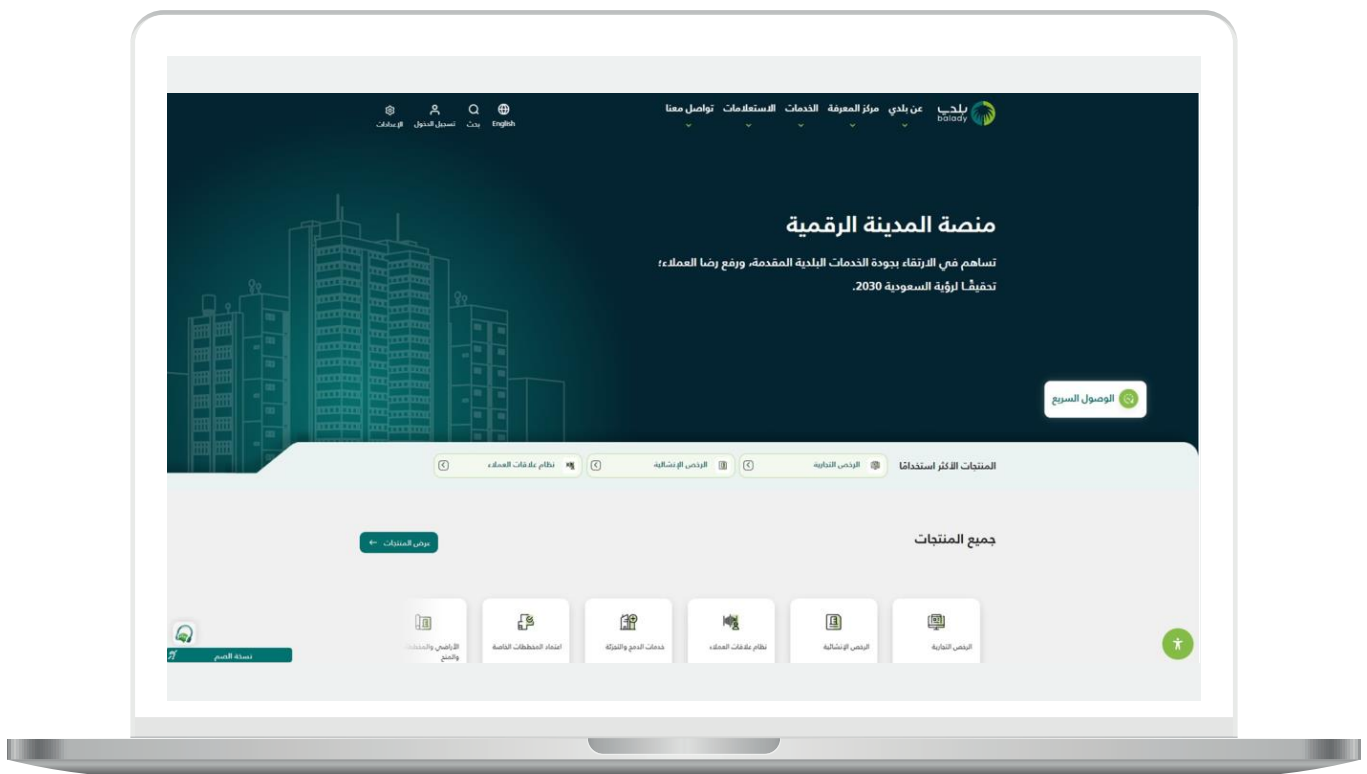 بلدي
balady
عن بلدي
مركز المعرفة
الخدمات
الاستعلامات
تواصل معنا
English
بحث
تسجيل الدخول
الإعدادات
منصة المدينة الرقمية
تساهم في الارتقاء بجودة الخدمات البلدية المقدمة، ورفع رضا العملاء؛
تحقيقًا لرؤية السعودية 2030.
الوصول السريع
المنتجات الأكثر استخدامًا
الرخص التجارية
الرخص الإنشائية
نظام علاقات العملاء
جميع المنتجات
عرض المنتجات
الرخص التجارية
الرخص الإنشائية
نظام علاقات العملاء
خدمات الدمج والتجزئة
اعتماد المخططات الخاصة
الأراضي
والمنح
نسخة الصم